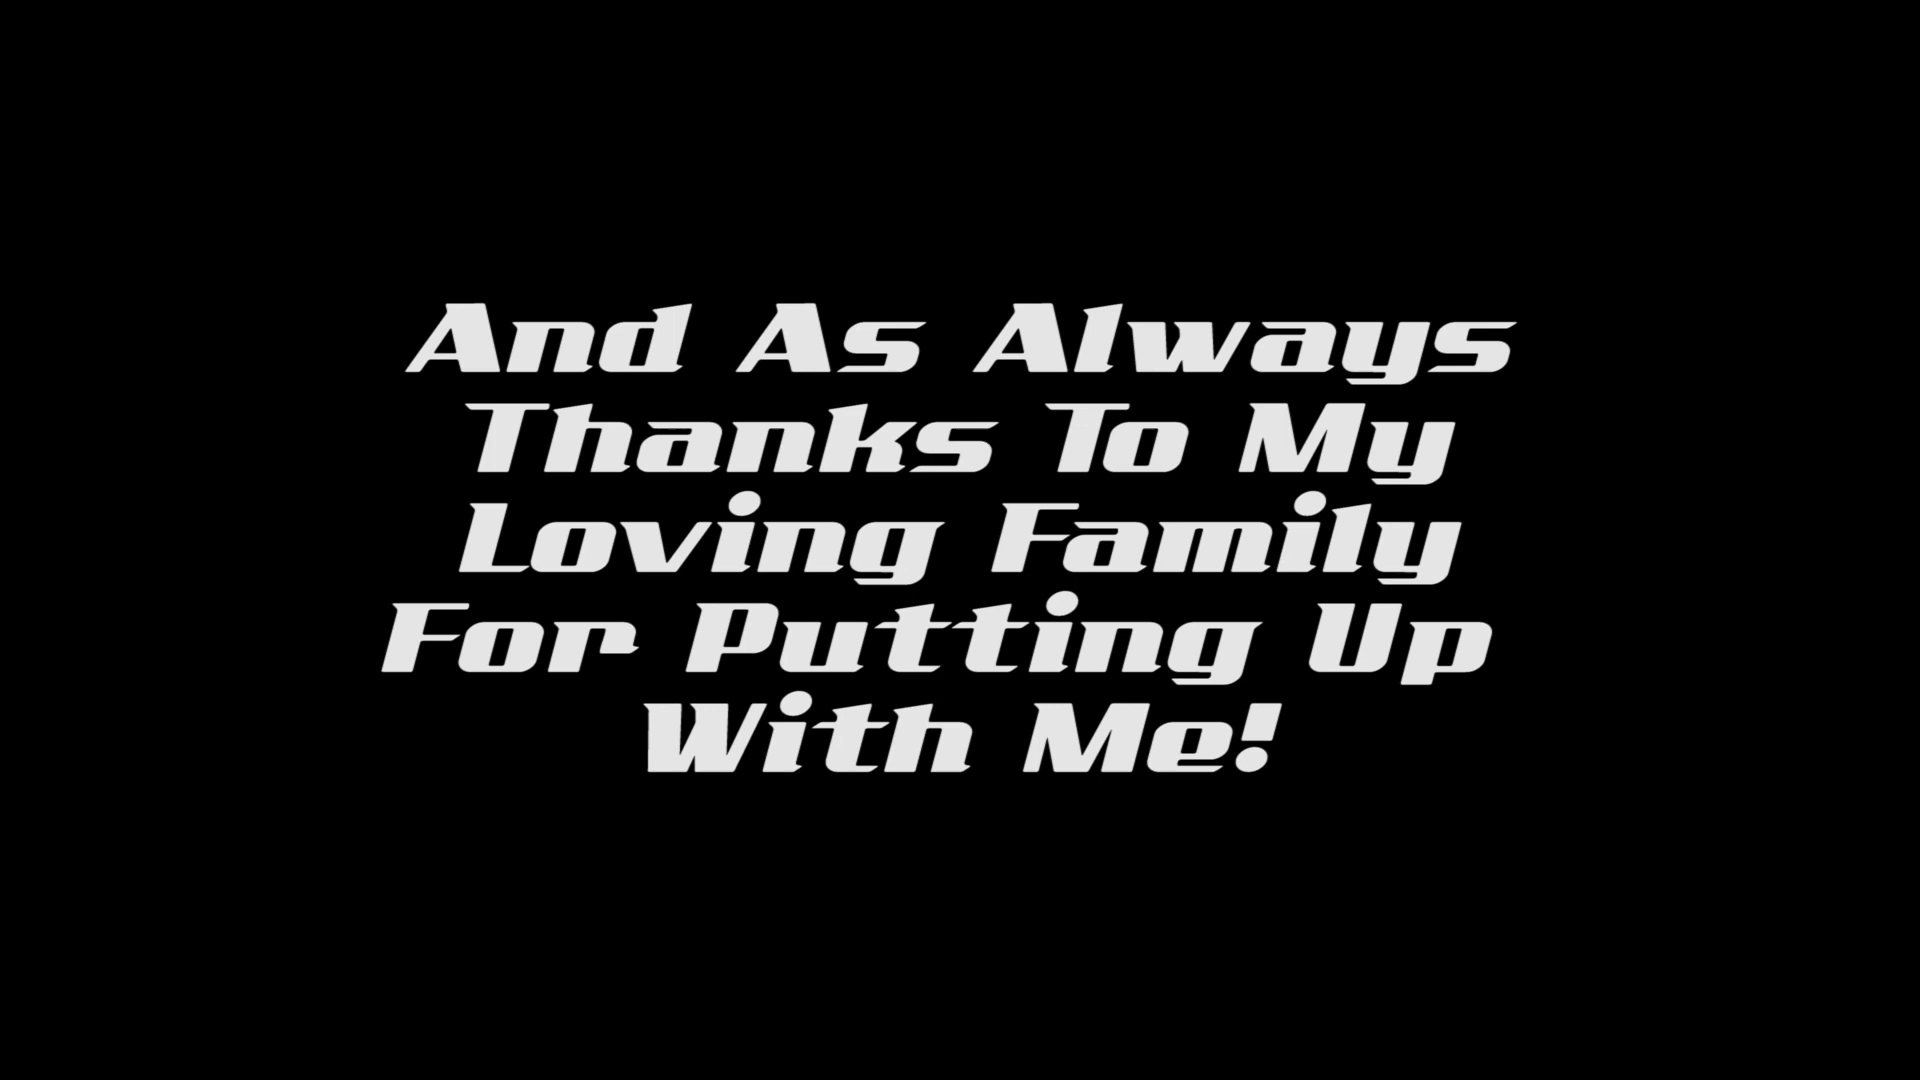 And As Always
Thanks To My
Loving Family
For Putting Up
With Me!